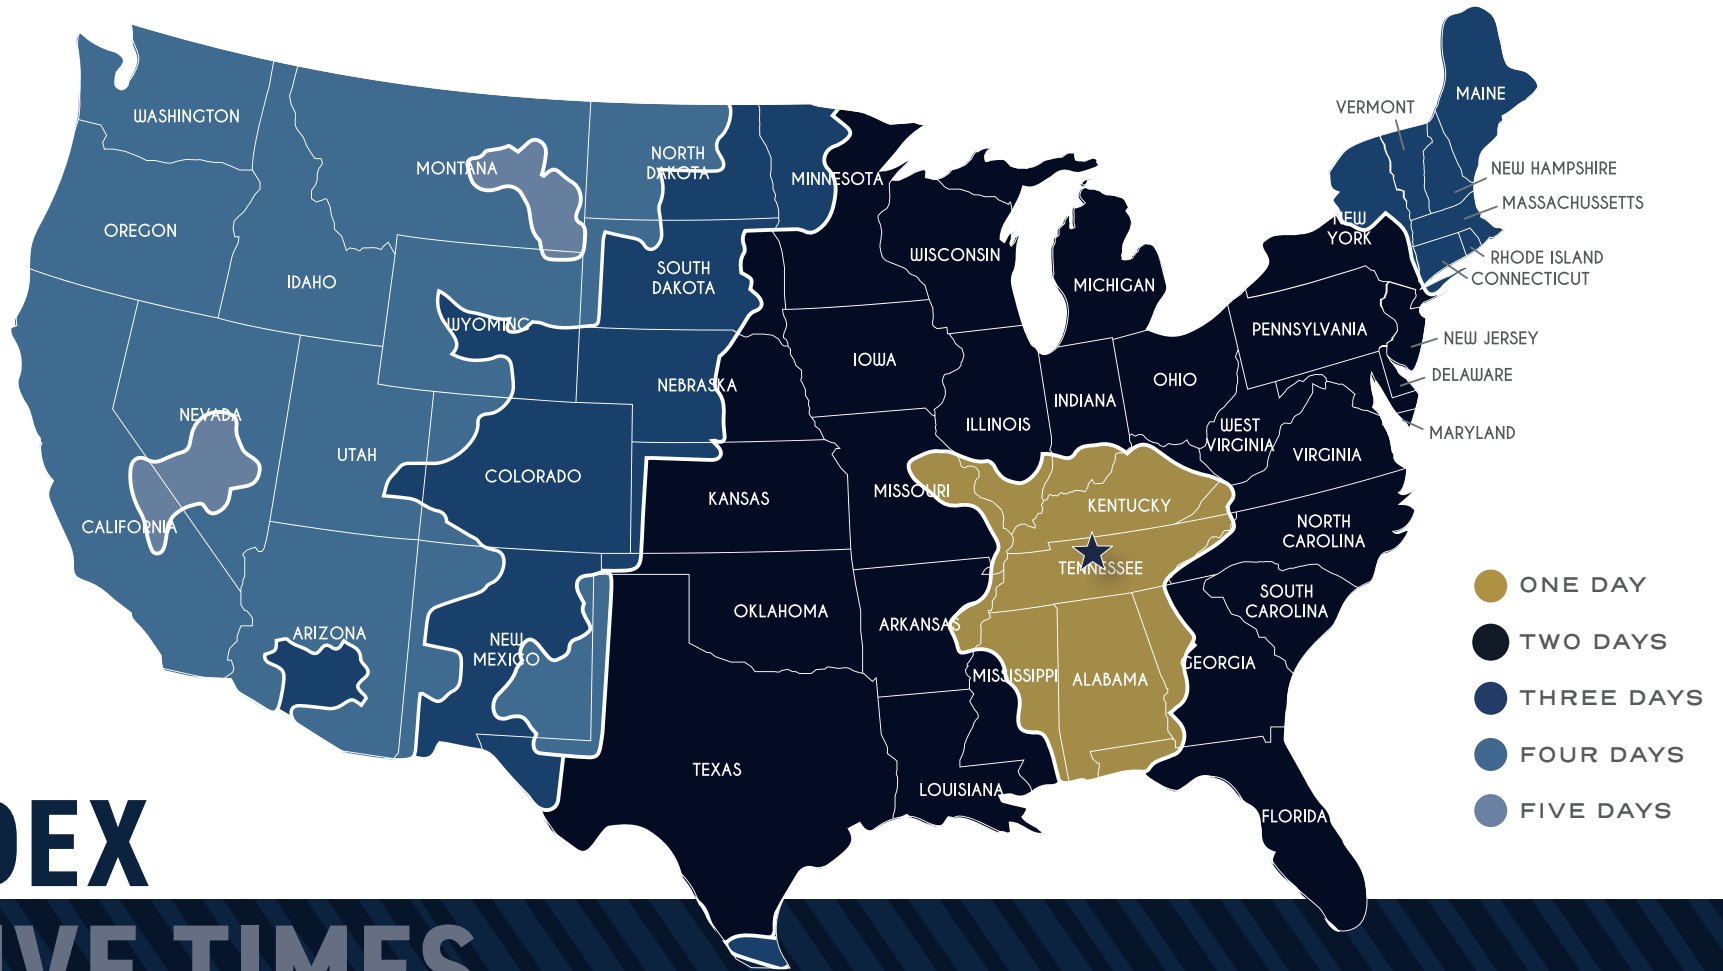 WASHINGTON
OREGON
IDAHO
MONTANA
NORTH
DAKOTA
MINNESOTA
SOUTH
DAKOTA
WYOMING
NEBRASKA
NEVADA
UTAH
COLORADO
CALIFORNIA
ARIZONA
NEW
MEXICO
KANSAS
OKLAHOMA
TEXAS
IOWA
MISSOURI
ARKANSAS
LOUISIANA
WISCONSIN
ILLINOIS
MICHIGAN
INDIANA
OHIO
KENTUCKY
TENNESSEE
MISSISSIPPI
ALABAMA
GEORGIA
FLORIDA
SOUTH
CAROLINA
NORTH
CAROLINA
VIRGINIA
WEST
VIRGINIA
PENNSYLVANIA
NEW
YORK
VERMONT
MAINE
NEW HAMPSHIRE
MASSACHUSSETTS
RHODE ISLAND
CONNECTICUT
NEW JERSEY
DELAWARE
MARYLAND
ONE DAY
TWO DAYS
THREE DAYS
FOUR DAYS
FIVE DAYS
DEX
IVE TIMES